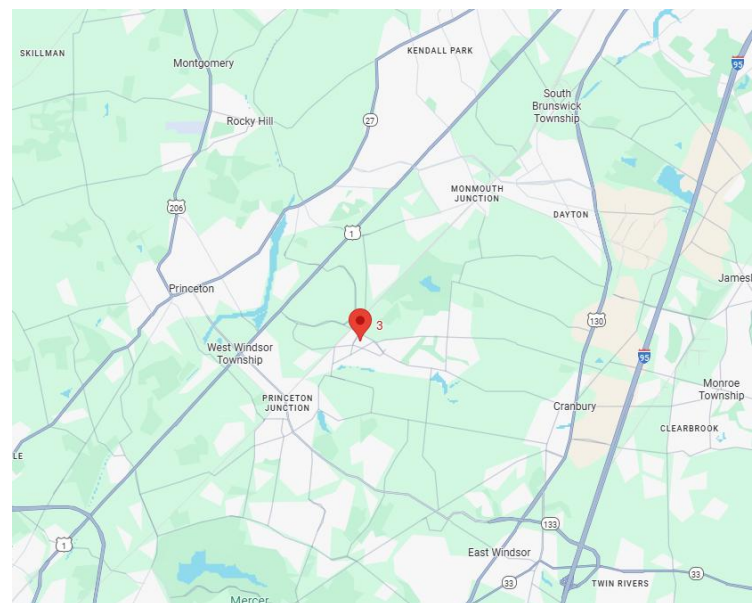 KENDALL PARK
SKILLMAN
Montgomery
95
South
Brunswick
Township
Rocky Hill
27
MONMOUTH
JUNCTION
206
DAYTON
1
James
Princeton
3
130
West Windsor
Township
95
Monroe
Township
PRINCETON
JUNCTION
Cranbury
CLEARBROOK
LE
133
1
East Windsor
33
33
TWIN RIVERS
Mercer